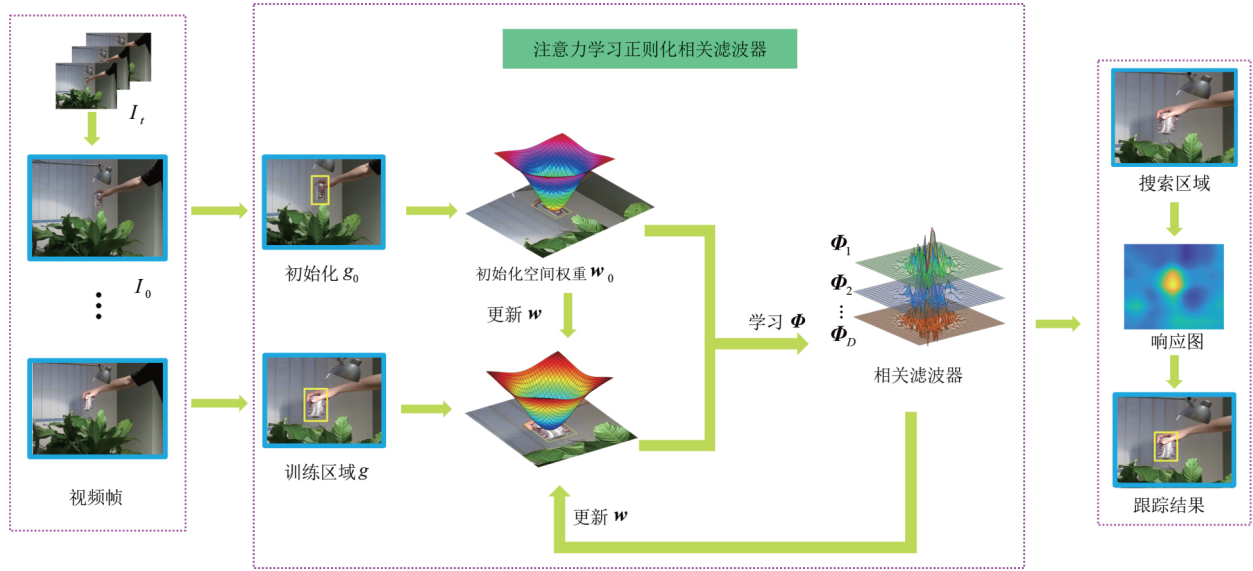 注意力学习正则化相关滤波器
I_t
I_0
⋮
视频帧
初始化 g_0
初始化空间权重 w_0
更新 w
训练区域 g
更新 w
学习 Φ
Φ_1
Φ_2
⋮
Φ_D
相关滤波器
搜索区域
响应图
跟踪结果